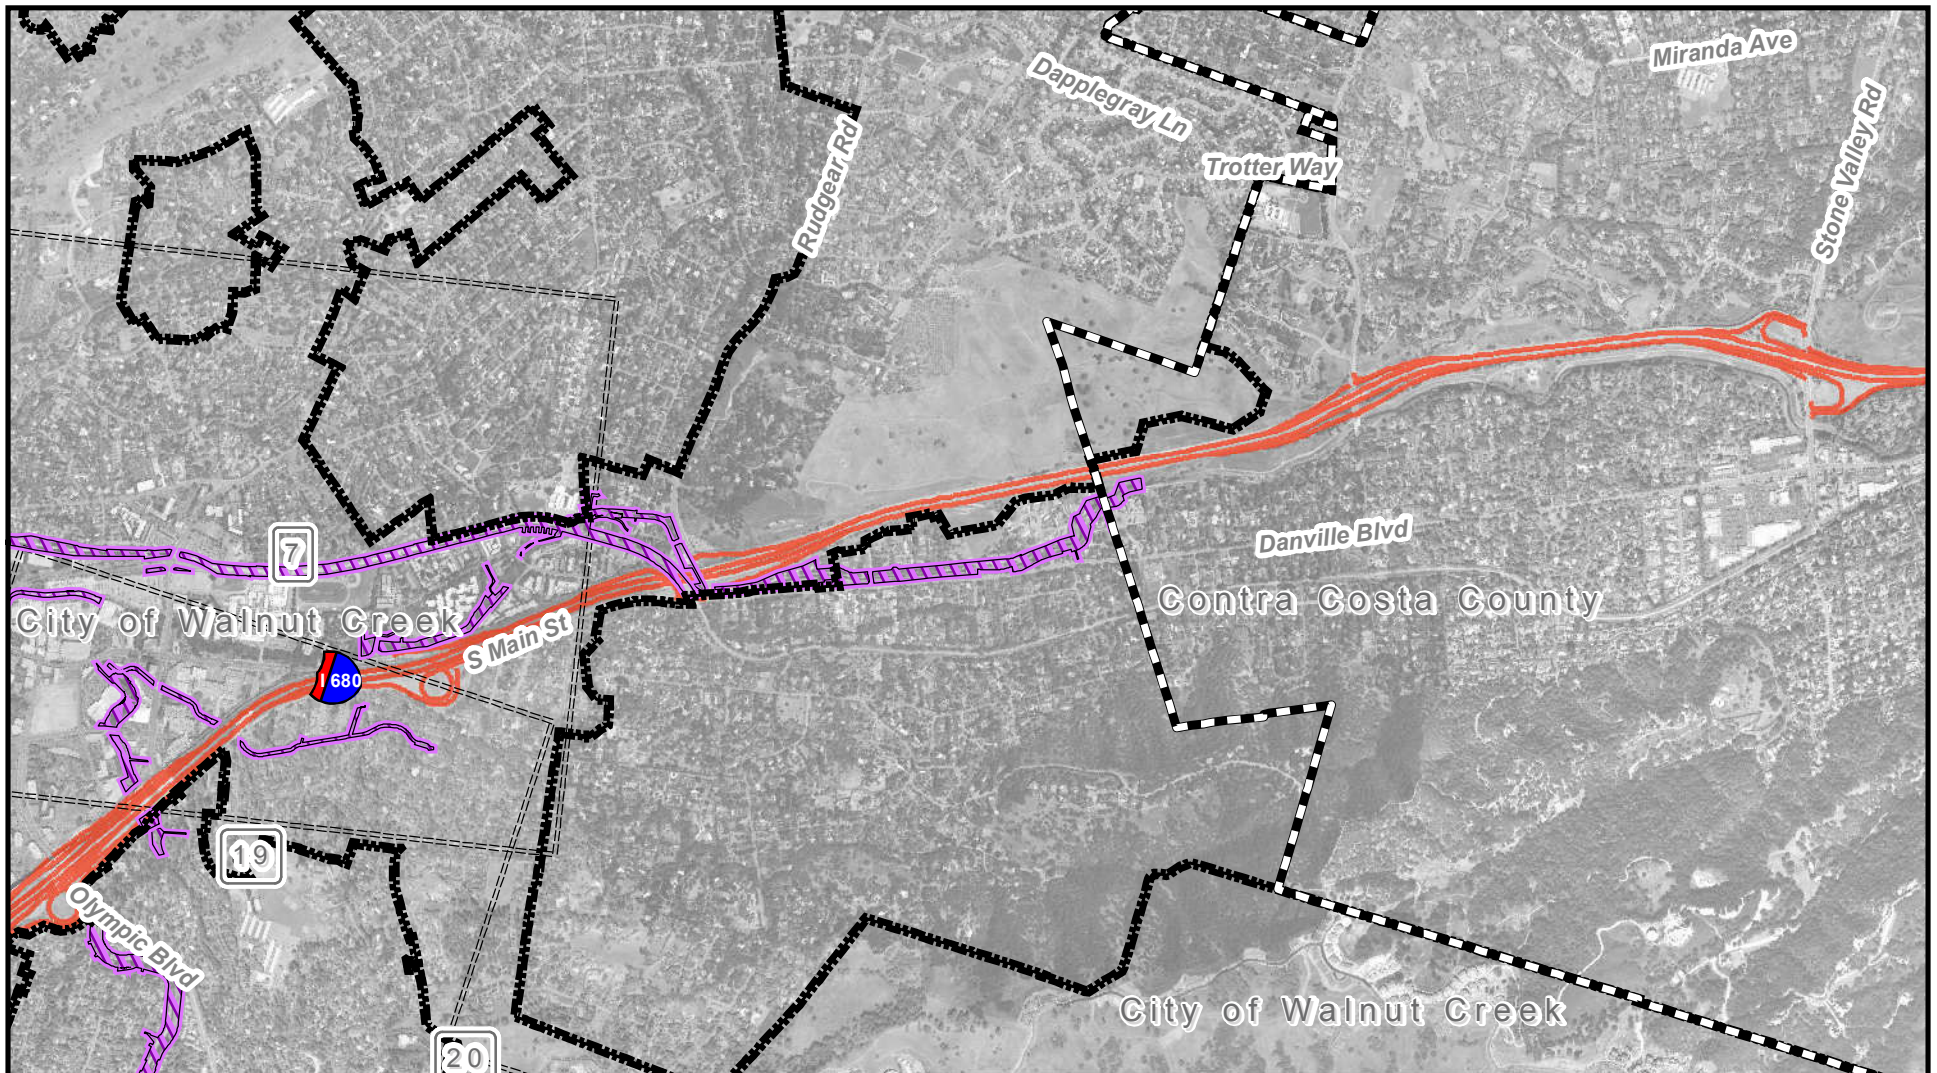 Miranda Ave
Dapplegray Ln
Stone Valley Rd
Rudgear Rd
Trotter Way
Danville Blvd
7
Contra Costa County
City of Walnut Creek
S Main St
I 680
19
Olympic Blvd
City of Walnut Creek
20